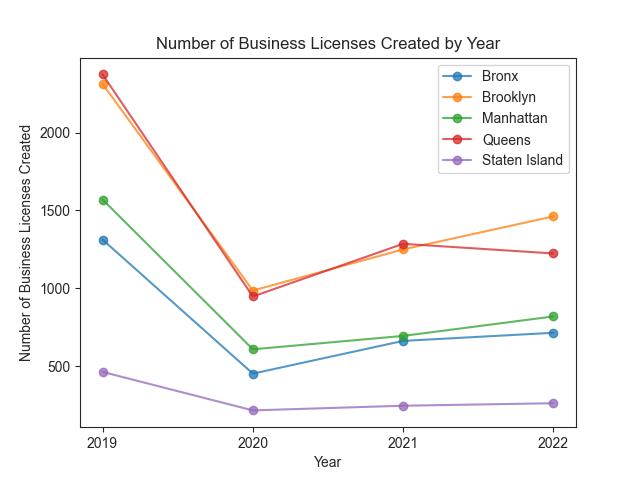 Number of Business Licenses Created by Year
Bronx
Brooklyn
Manhattan
Queens
Staten Island
Number of Business Licenses Created
2000
1500
1000
500
2019 2020 2021 2022
Year